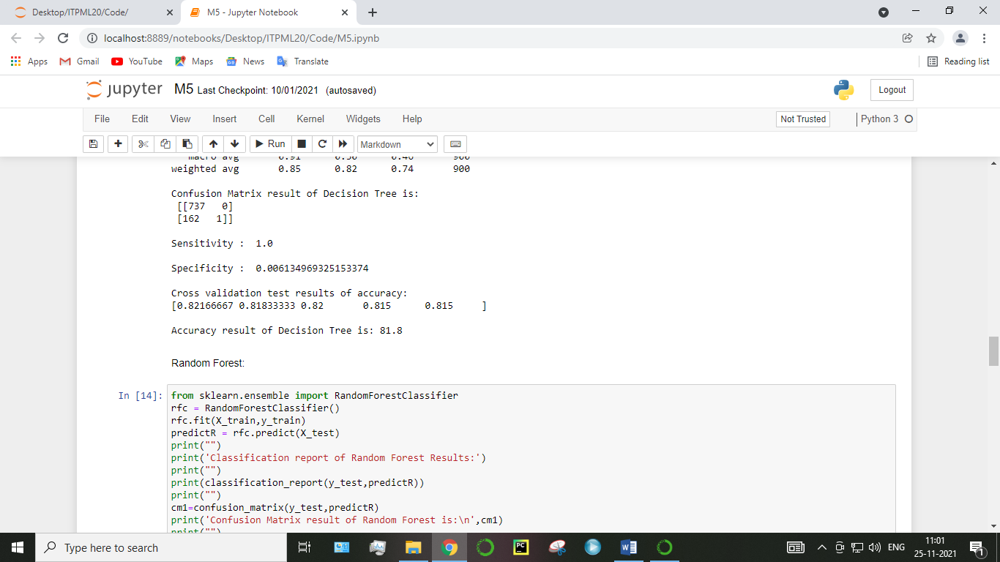 Desktop/ITPML20/Code/
M5 - Jupyter Notebook
localhost:8889/notebooks/Desktop/ITPML20/Code/M5.ipynb
Apps Gmail YouTube Maps News Translate Reading list
jupyter M5 Last Checkpoint: 10/01/2021 (autosaved) Logout
File Edit View Insert Cell Kernel Widgets Help Not Trusted Python 3
Run Markdown
macro avg 0.91 0.50 0.46 900
weighted avg 0.85 0.82 0.74 900
Confusion Matrix result of Decision Tree is:
[[737 0]
[162 1]]
Sensitivity : 1.0
Specificity : 0.006134969325153374
Cross validation test results of accuracy:
[0.82166667 0.81833333 0.82 0.815 0.815 ]
Accuracy result of Decision Tree is: 81.8
Random Forest:
In [14]: from sklearn.ensemble import RandomForestClassifier
rfc = RandomForestClassifier()
rfc.fit(X_train,y_train)
predictR = rfc.predict(X_test)
print("")
print('Classification report of Random Forest Results:')
print("")
print(classification_report(y_test,predictR))
print("")
cm1=confusion_matrix(y_test,predictR)
print('Confusion Matrix result of Random Forest is:\n',cm1)
print("")
Type here to search
PC
W
ENG
11:01
25-11-2021
1